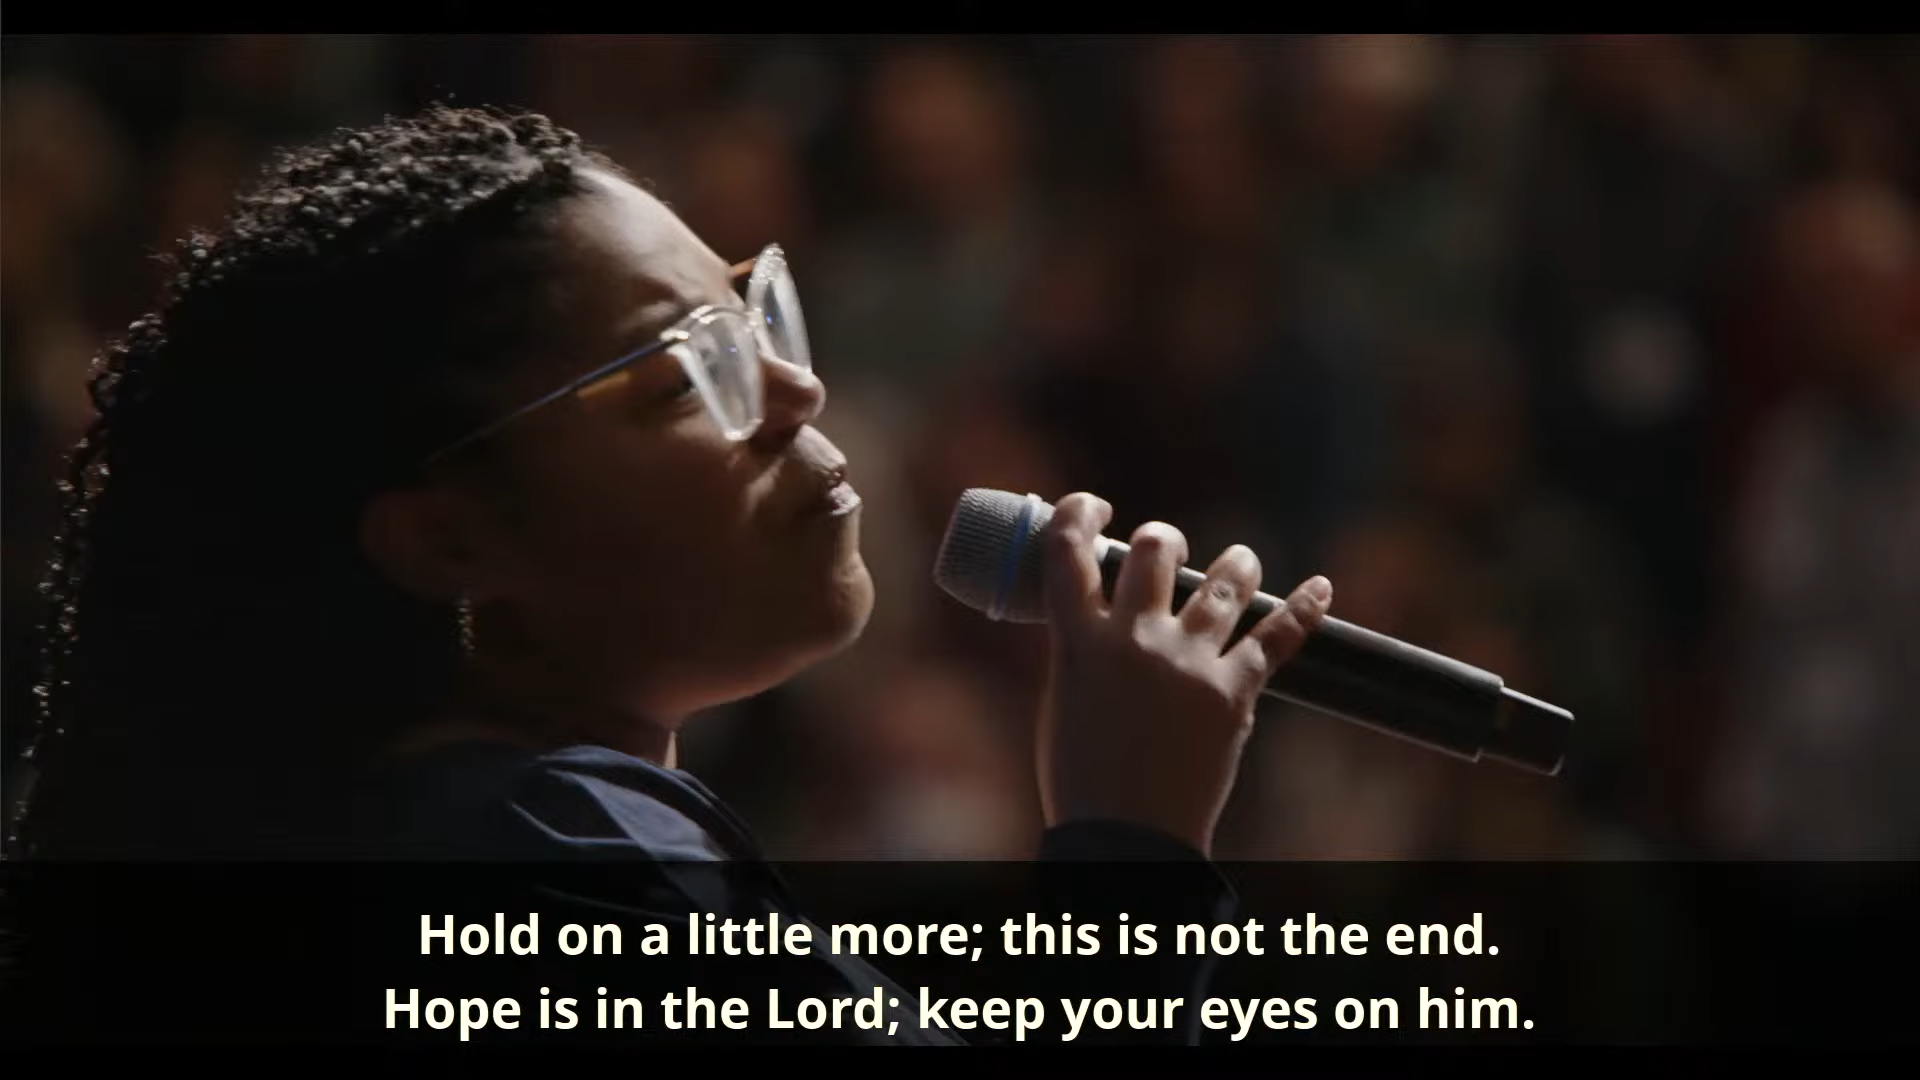 Hold on a little more; this is not the end.
Hope is in the Lord; keep your eyes on him.